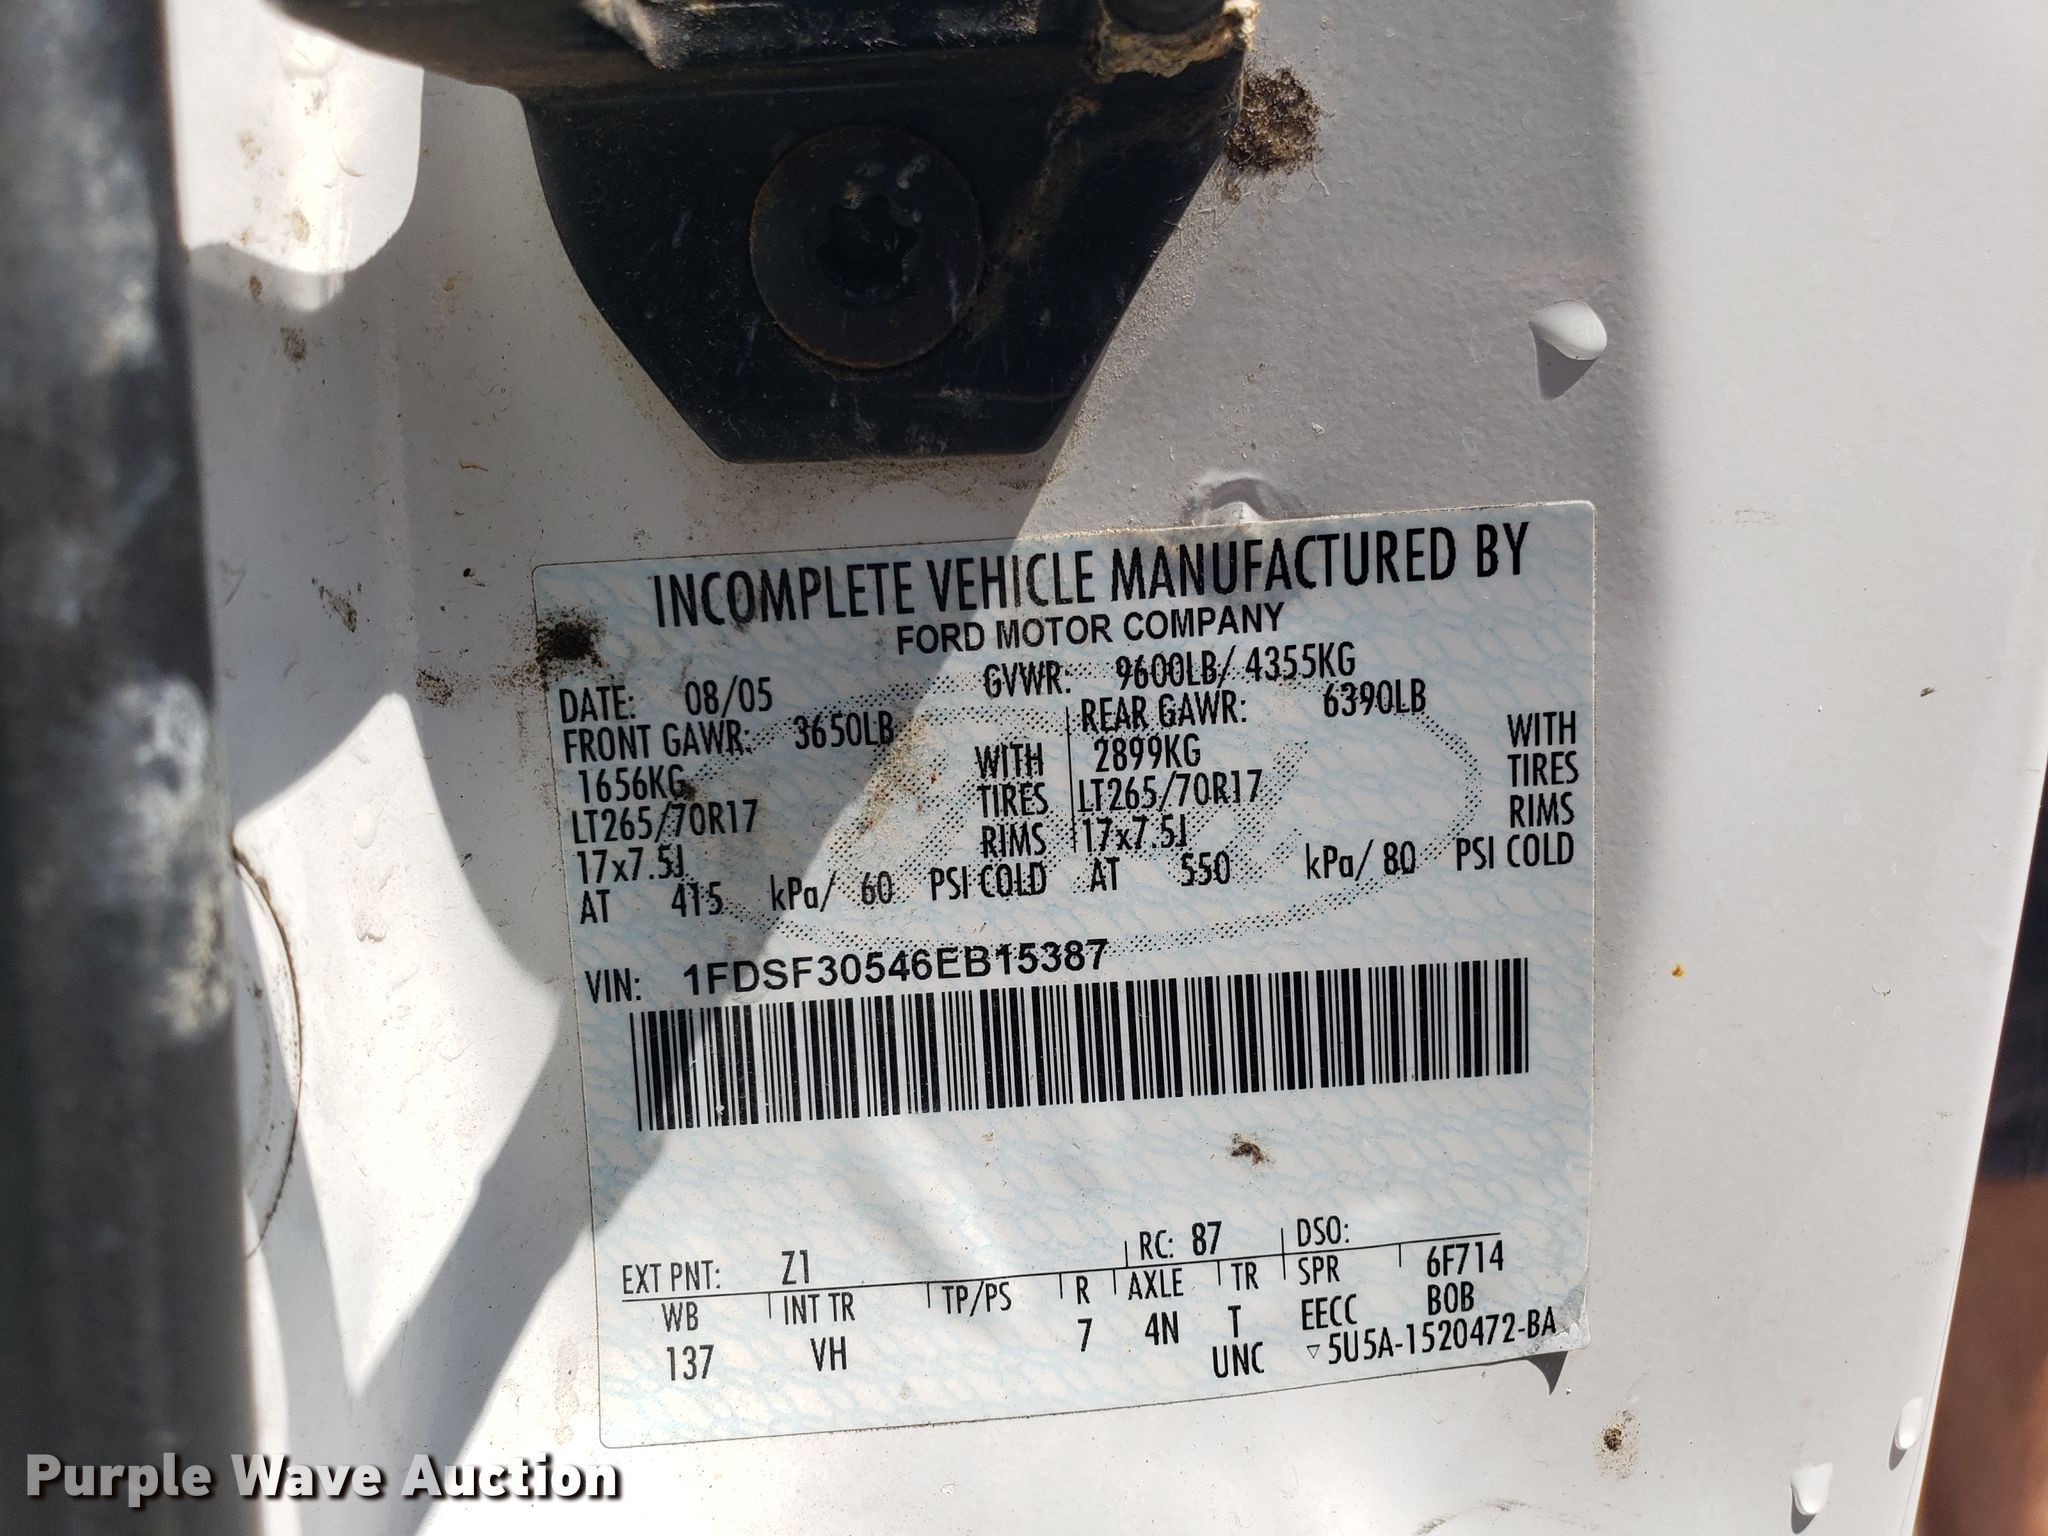 INCOMPLETE VEHICLE MANUFACTURED BY
FORD MOTOR COMPANY
DATE: 08/05 GVWR: 9600LB/ 4355KG
FRONT GAWR: 3650LB REAR GAWR: 6390LB
1656KG WITH 2899KG WITH
LT265/70R17 TIRES LT265/70R17 TIRES
17x7.5J RIMS 17x7.5J RIMS
AT 415 kPa/ 60 PSI COLD AT 550 kPa/ 80 PSI COLD
VIN: 1FDSF30546EB15387
EXT PNT: Z1 RC: 87 DSO:
WB INT TR TP/PS R AXLE TR SPR 6F714
137 VH 7 4N T EECC BOB
UNC ▽5U5A-1520472-BA
Purple Wave Auction